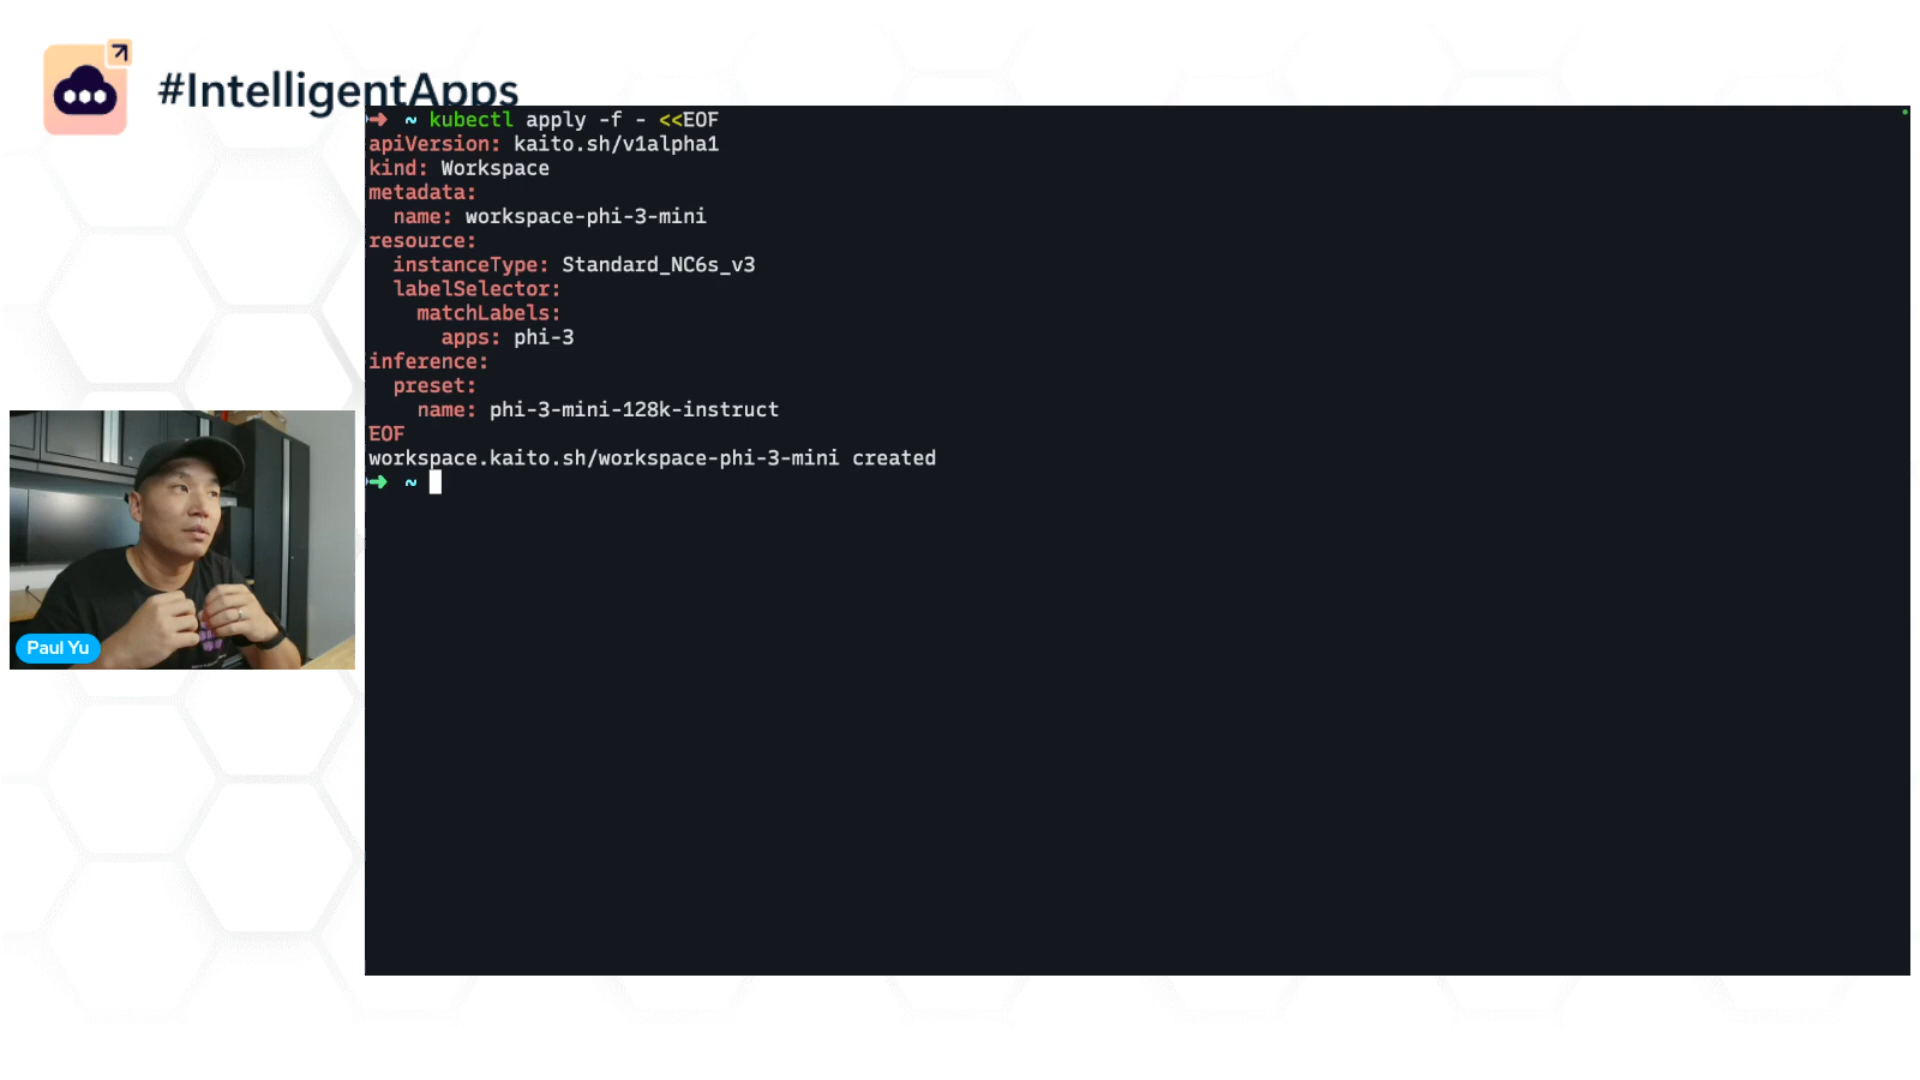 #IntelligentApps
➜ ~ kubectl apply -f - <<EOF
apiVersion: kaito.sh/v1alpha1
kind: Workspace
metadata:
  name: workspace-phi-3-mini
resource:
  instanceType: Standard_NC6s_v3
  labelSelector:
    matchLabels:
      apps: phi-3
inference:
  preset:
    name: phi-3-mini-128k-instruct
EOF
workspace.kaito.sh/workspace-phi-3-mini created
➜ ~
Paul Yu